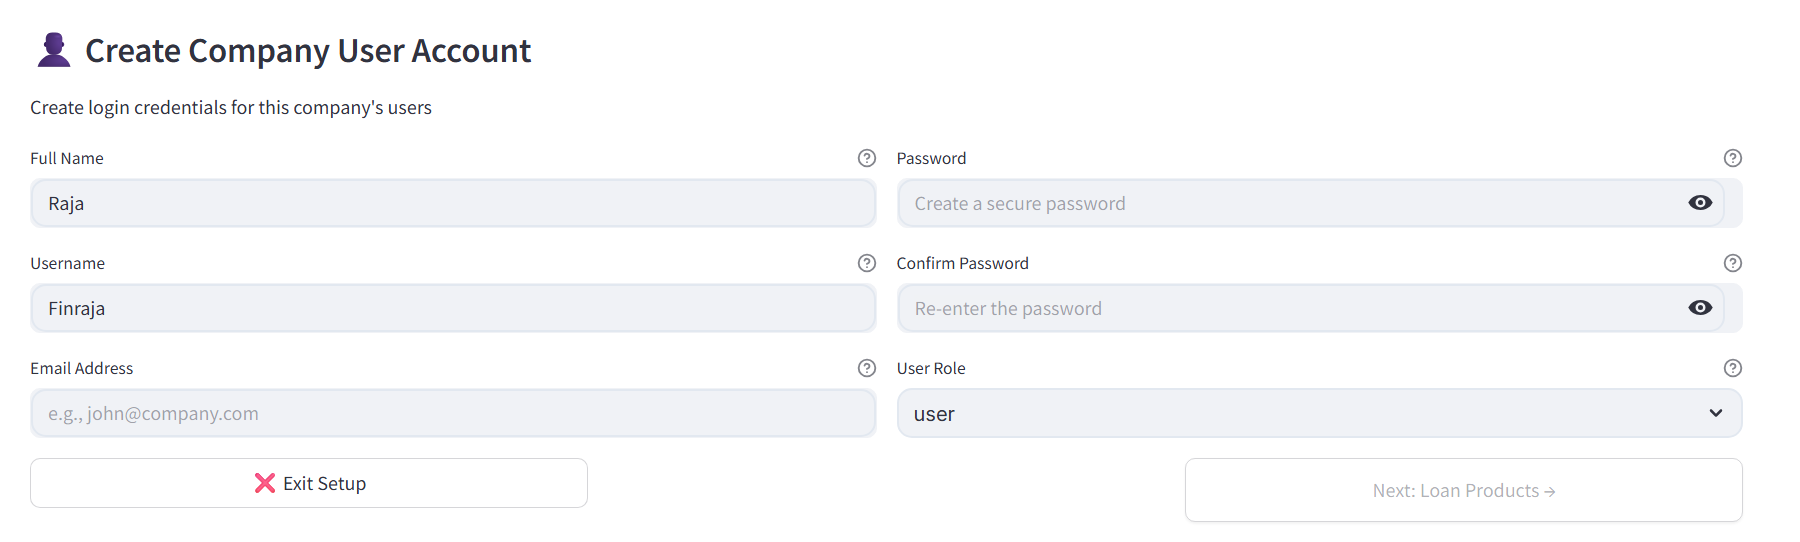 Create Company User Account
Create login credentials for this company's users
Full Name
Raja
Username
Finraja
Email Address
e.g., john@company.com
Password
Create a secure password
Confirm Password
Re-enter the password
User Role
user
Exit Setup
Next: Loan Products →